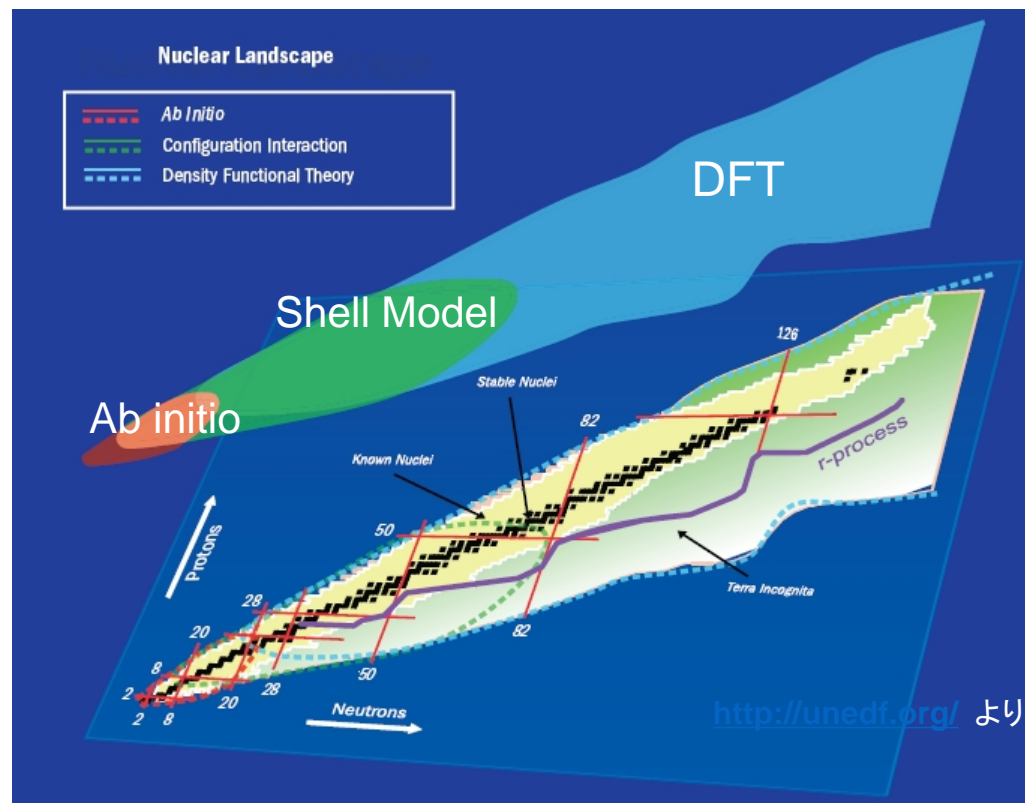 Nuclear Landscape
Ab Initio
Configuration Interaction
Density Functional Theory
DFT
Shell Model
Ab initio
126
Stable Nuclei
82
Known Nuclei
r-process
50
Protons
Terra Incognita
28
82
20
50
8
28
20
2
2
8
Neutrons
http://unedf.org/ より